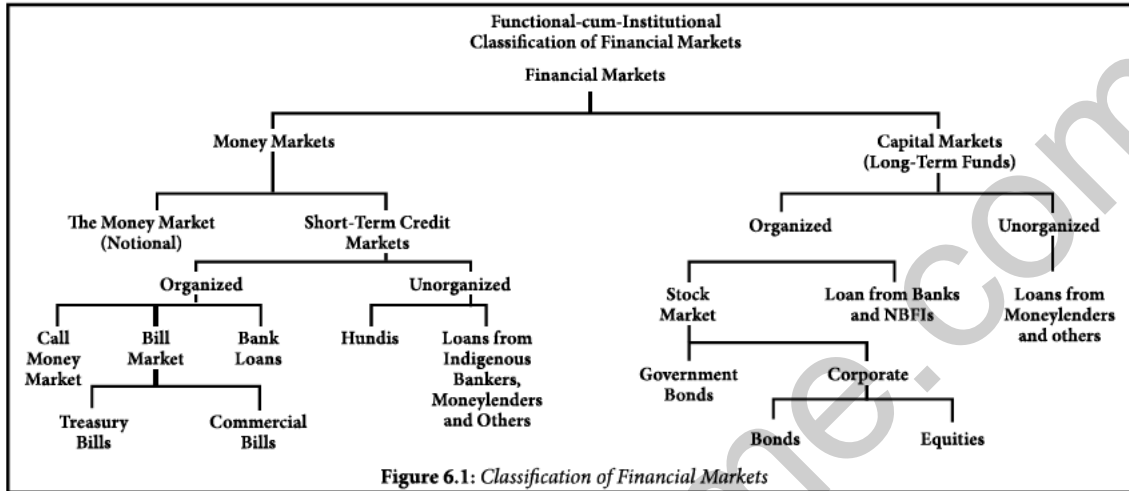 Functional-cum-Institutional
Classification of Financial Markets
Financial Markets
Money Markets
Capital Markets
(Long-Term Funds)
The Money Market
(Notional)
Short-Term Credit
Markets
Organized
Unorganized
Organized
Unorganized
Call
Money
Market
Bill
Market
Bank
Loans
Hundis
Loans from
Indigenous
Bankers,
Moneylenders
and Others
Stock
Market
Loan from Banks
and NBFIs
Loans from
Moneylenders
and others
Treasury
Bills
Commercial
Bills
Government
Bonds
Corporate
Bonds
Equities
Figure 6.1: Classification of Financial Markets
me.com